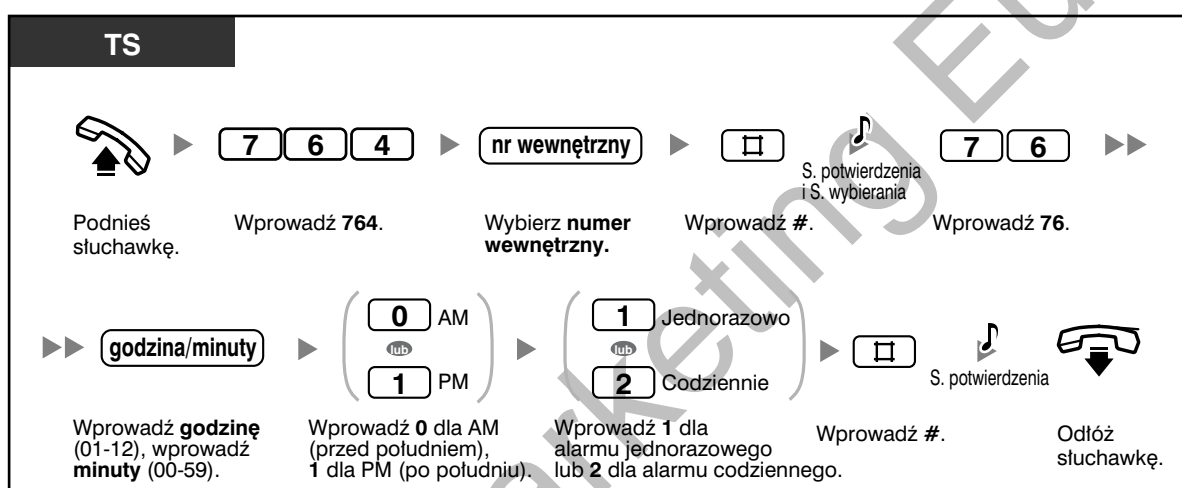 TS
7 6 4 nr wewnętrzny # 7 6
S. potwierdzenia
i S. wybierania
Podnieś
słuchawkę.
Wprowadź 764.
Wybierz numer
wewnętrzny.
Wprowadź #.
Wprowadź 76.
godzina/minuty
0 AM
lub
1 PM
1 Jednorazowo
lub
2 Codziennie
#
S. potwierdzenia
Wprowadź godzinę
(01-12), wprowadź
minuty (00-59).
Wprowadź 0 dla AM
(przed południem),
1 dla PM (po południu).
Wprowadź 1 dla
alarmu jednorazowego
lub 2 dla alarmu codziennego.
Wprowadź #.
Odłóż
słuchawkę.